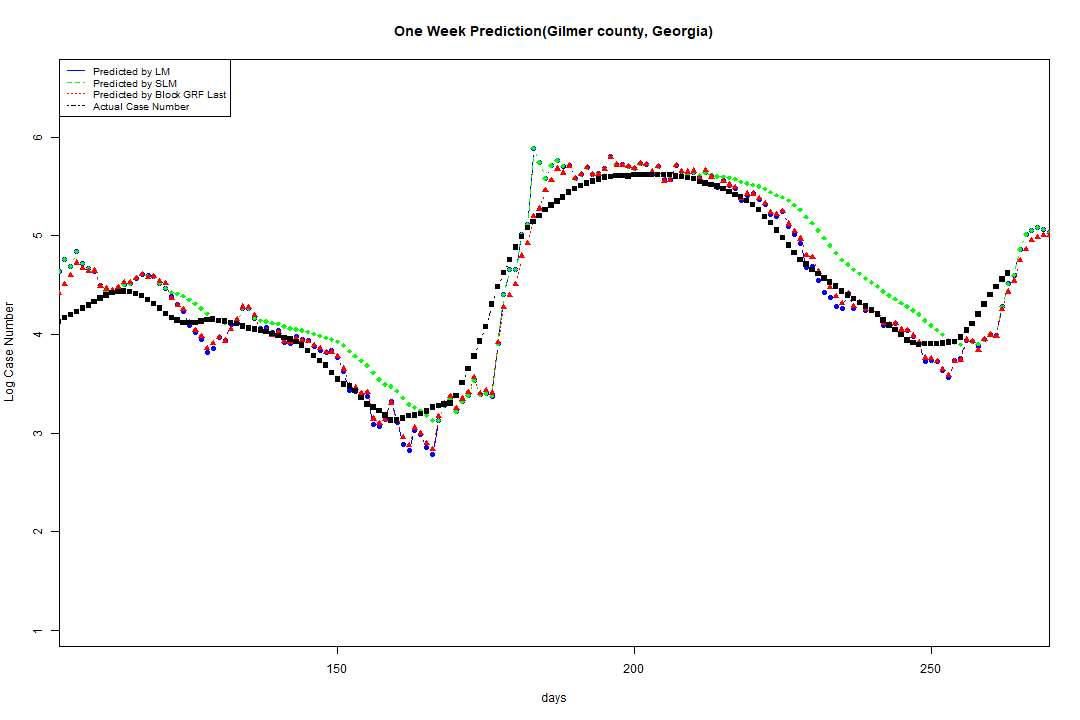 One Week Prediction(Gilmer county, Georgia)
Predicted by LM
Predicted by SLM
Predicted by Block GRF Last
Actual Case Number
6
5
4
3
2
1
Log Case Number
150 200 250
days